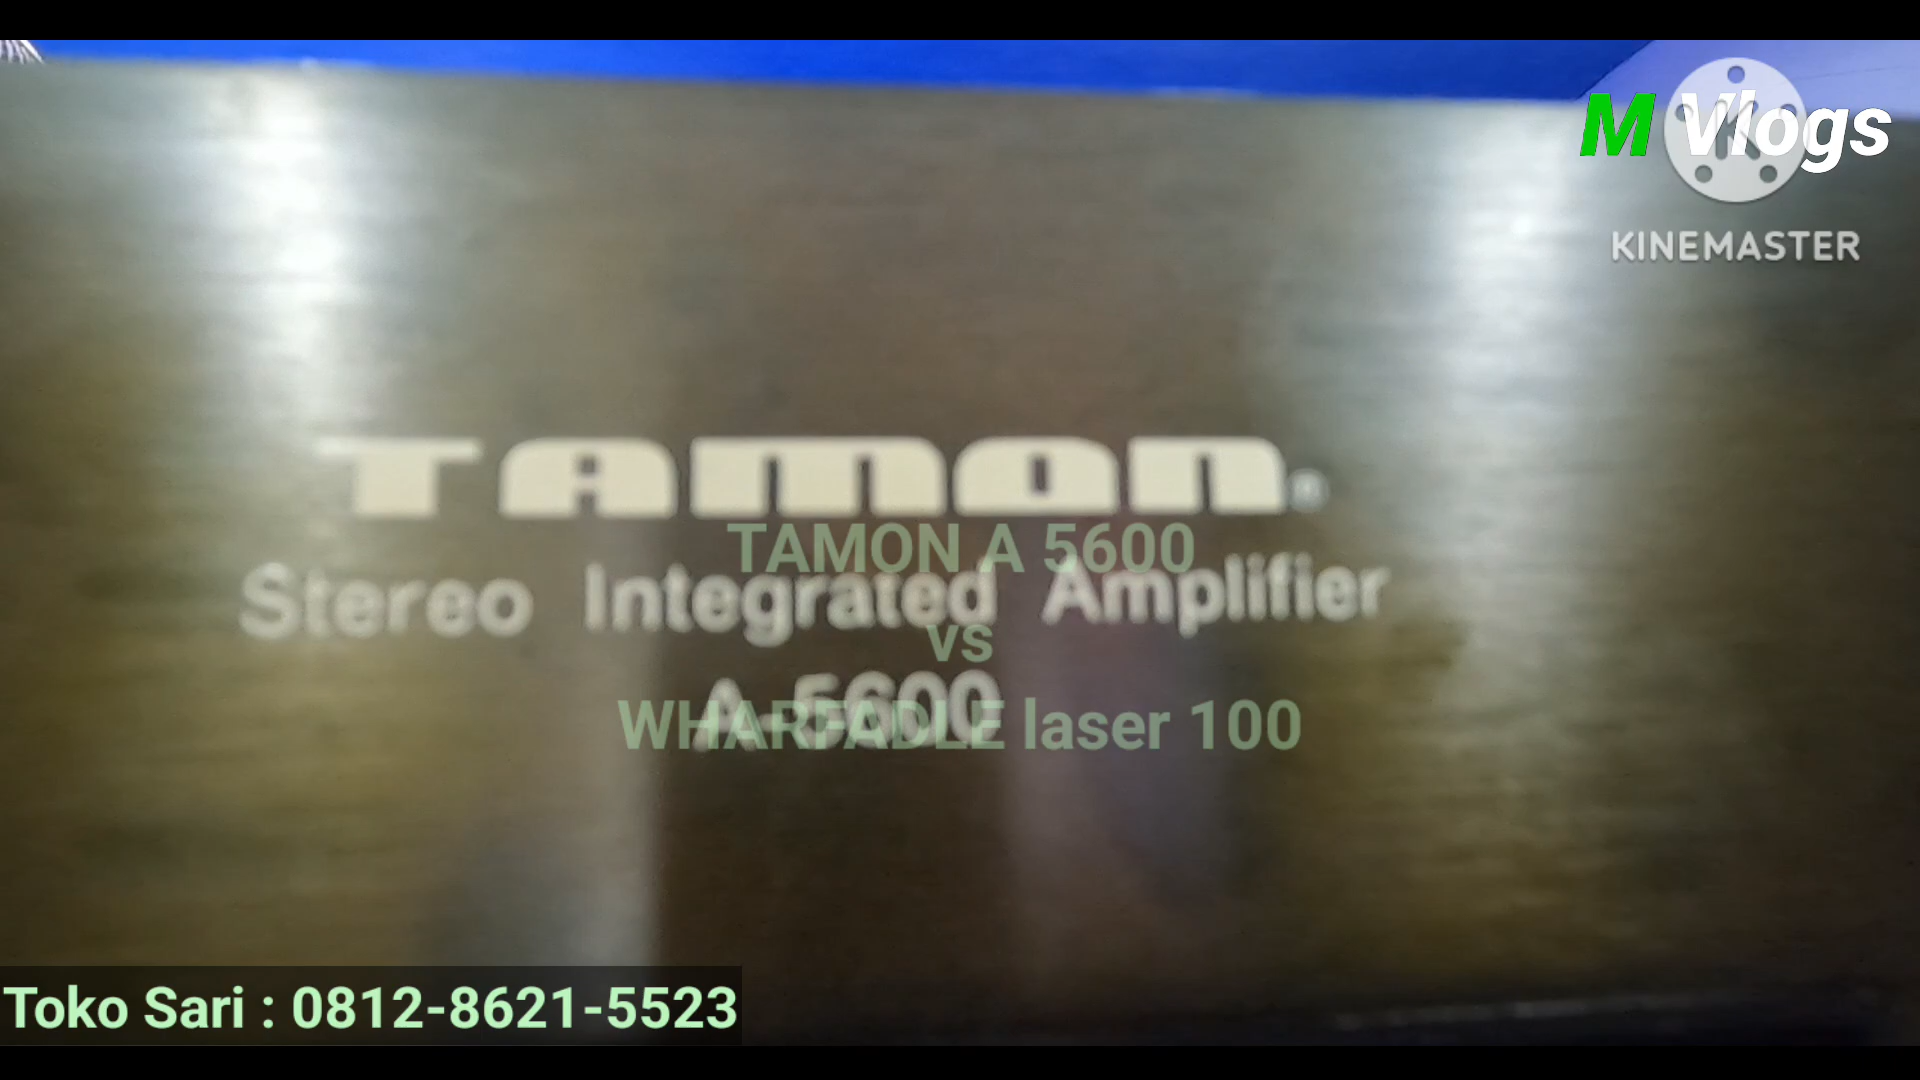 M Vlogs
KINEMASTER
TAMON
TAMON A 5600
Stereo Integrated Amplifier
vs
A-5600
WHARFADLE laser 100
Toko Sari : 0812-8621-5523